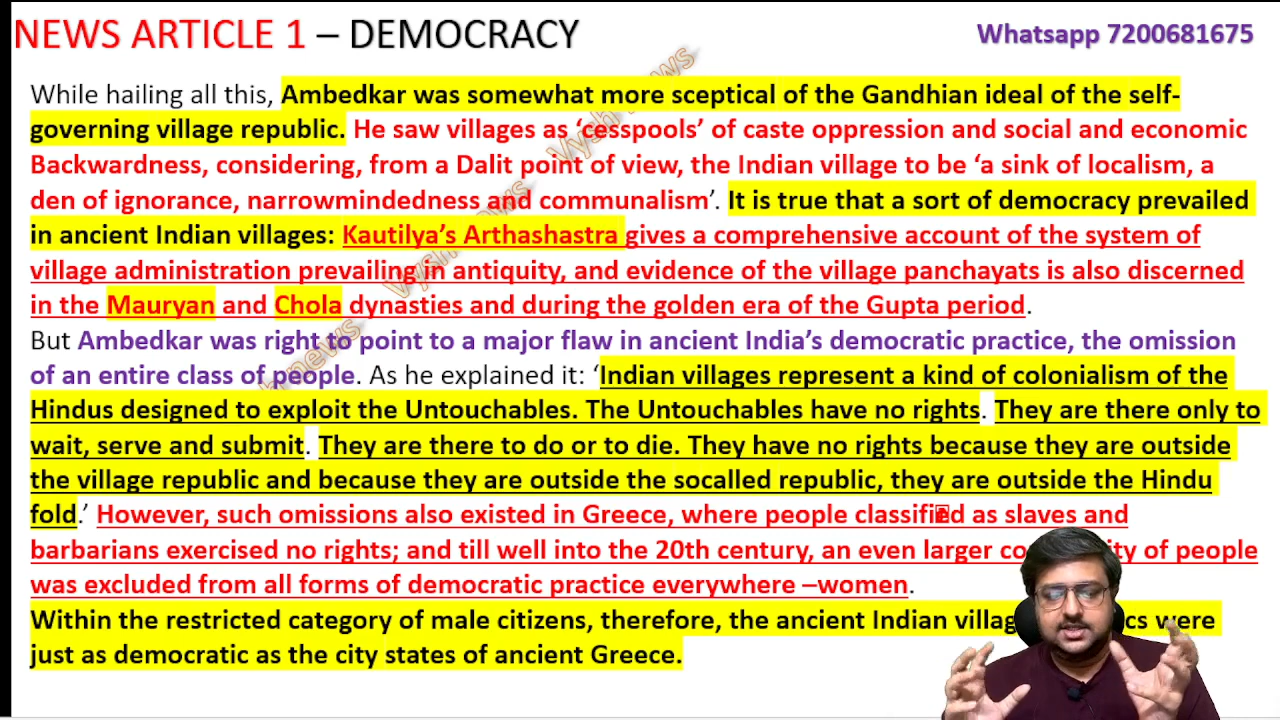 NEWS ARTICLE 1 – DEMOCRACY
Whatsapp 7200681675
While hailing all this, Ambedkar was somewhat more sceptical of the Gandhian ideal of the self-
governing village republic. He saw villages as ‘cesspools’ of caste oppression and social and economic
Backwardness, considering, from a Dalit point of view, the Indian village to be ‘a sink of localism, a
den of ignorance, narrowmindedness and communalism’. It is true that a sort of democracy prevailed
in ancient Indian villages: Kautilya’s Arthashastra gives a comprehensive account of the system of
village administration prevailing in antiquity, and evidence of the village panchayats is also discerned
in the Mauryan and Chola dynasties and during the golden era of the Gupta period.
But Ambedkar was right to point to a major flaw in ancient India’s democratic practice, the omission
of an entire class of people. As he explained it: ‘Indian villages represent a kind of colonialism of the
Hindus designed to exploit the Untouchables. The Untouchables have no rights. They are there only to
wait, serve and submit. They are there to do or to die. They have no rights because they are outside
the village republic and because they are outside the socalled republic, they are outside the Hindu
fold.’ However, such omissions also existed in Greece, where people classified as slaves and
barbarians exercised no rights; and till well into the 20th century, an even larger of people
was excluded from all forms of democratic practice everywhere –women.
Within the restricted category of male citizens, therefore, the ancient Indian were
just as democratic as the city states of ancient Greece.
Vysh news
Vysh news
news